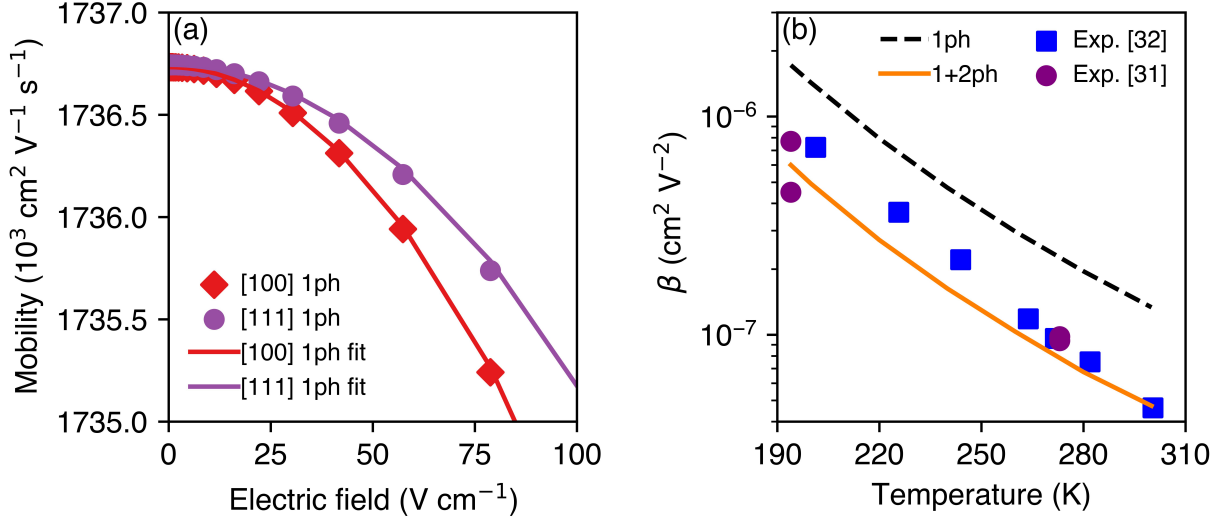 (a)
Mobility (10³ cm² V⁻¹ s⁻¹)
1737.0
1736.5
1736.0
1735.5
1735.0
[100] 1ph
[111] 1ph
[100] 1ph fit
[111] 1ph fit
0 25 50 75 100
Electric field (V cm⁻¹)
(b)
β (cm² V⁻²)
10⁻⁶
10⁻⁷
1ph
1+2ph
Exp. [32]
Exp. [31]
190 220 250 280 310
Temperature (K)